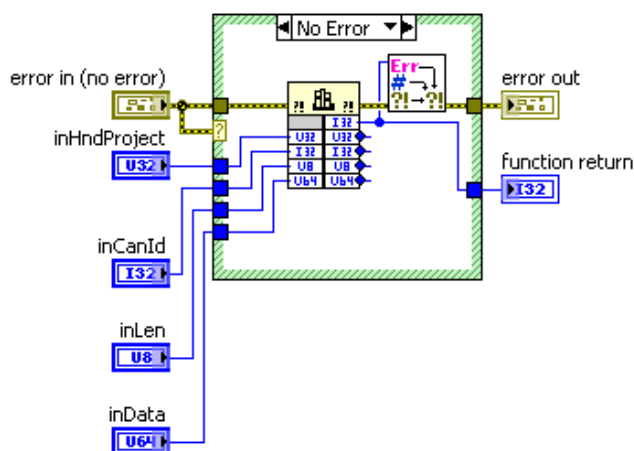 No Error
error in (no error)
Err
#
?! ?!
error out
?! ?!
?
I32
inHndProject
U32 U32
function return
U32
I32 I32
I32
U8 U8
U64 U64
inCanId
I32
inLen
U8
inData
U64